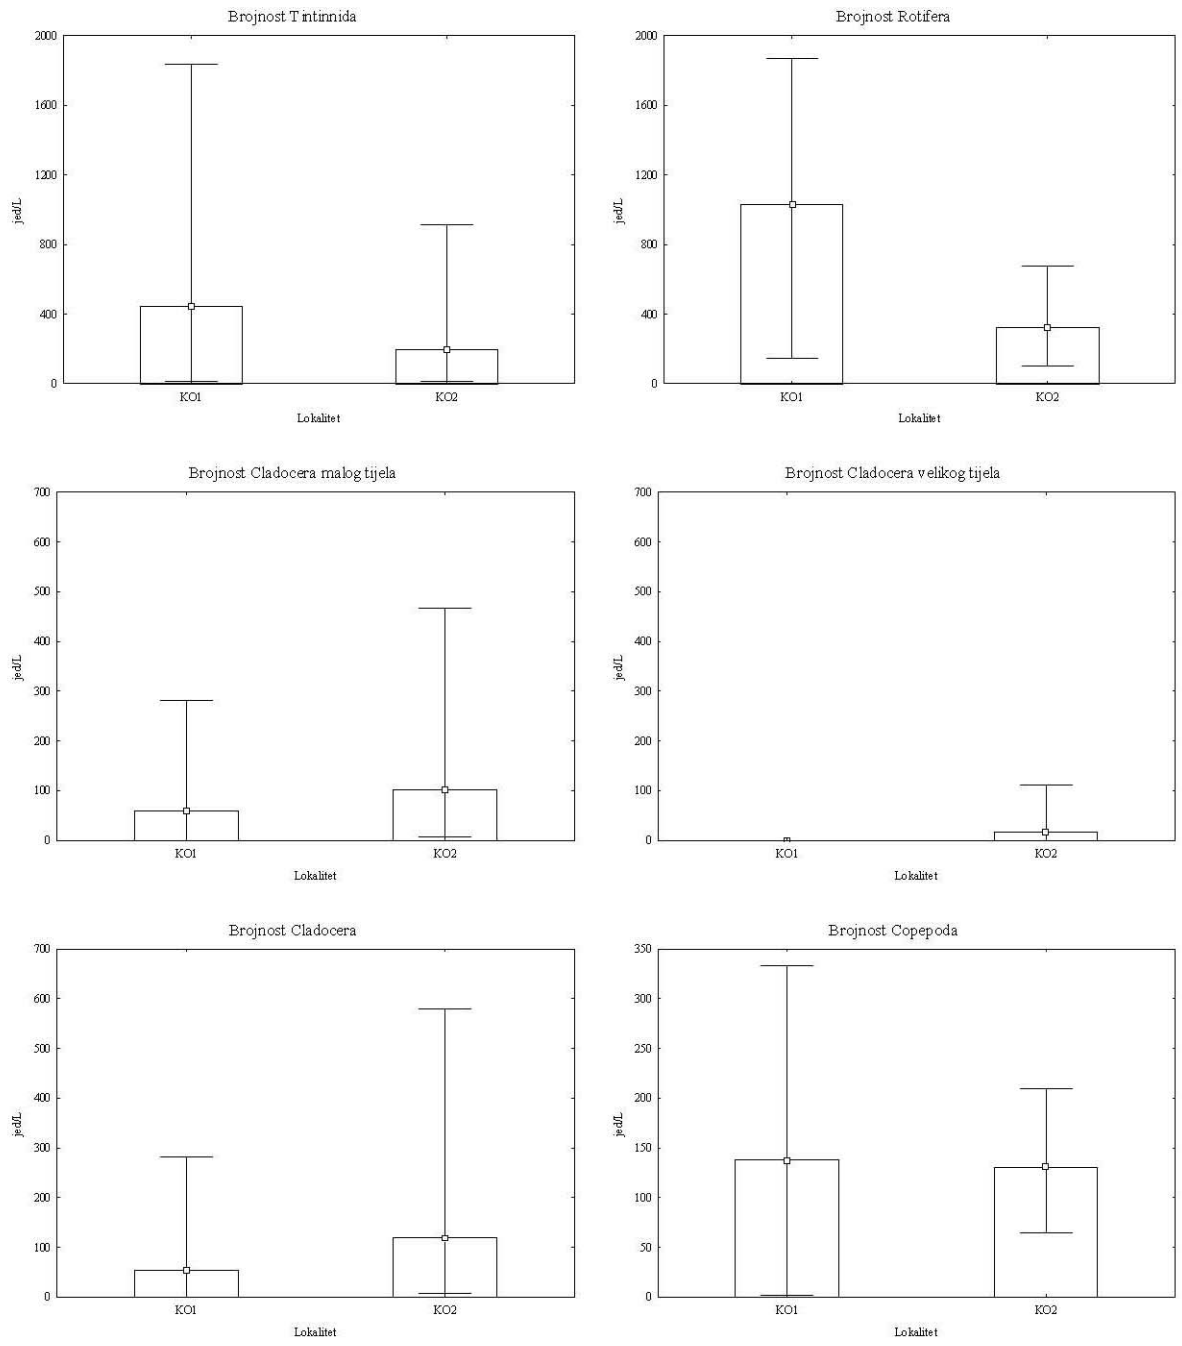 Brojnost Tintinnida
2000
1600
1200
800
400
0
jed/L
KO1 KO2
Lokalitet
Brojnost Rotifera
2000
1600
1200
800
400
0
jed/L
KO1 KO2
Lokalitet
Brojnost Cladocera malog tijela
700
600
500
400
300
200
100
0
jed/L
KO1 KO2
Lokalitet
Brojnost Cladocera velikog tijela
700
600
500
400
300
200
100
0
jed/L
KO1 KO2
Lokalitet
Brojnost Cladocera
700
600
500
400
300
200
100
0
jed/L
KO1 KO2
Lokalitet
Brojnost Copepoda
350
300
250
200
150
100
50
0
jed/L
KO1 KO2
Lokalitet